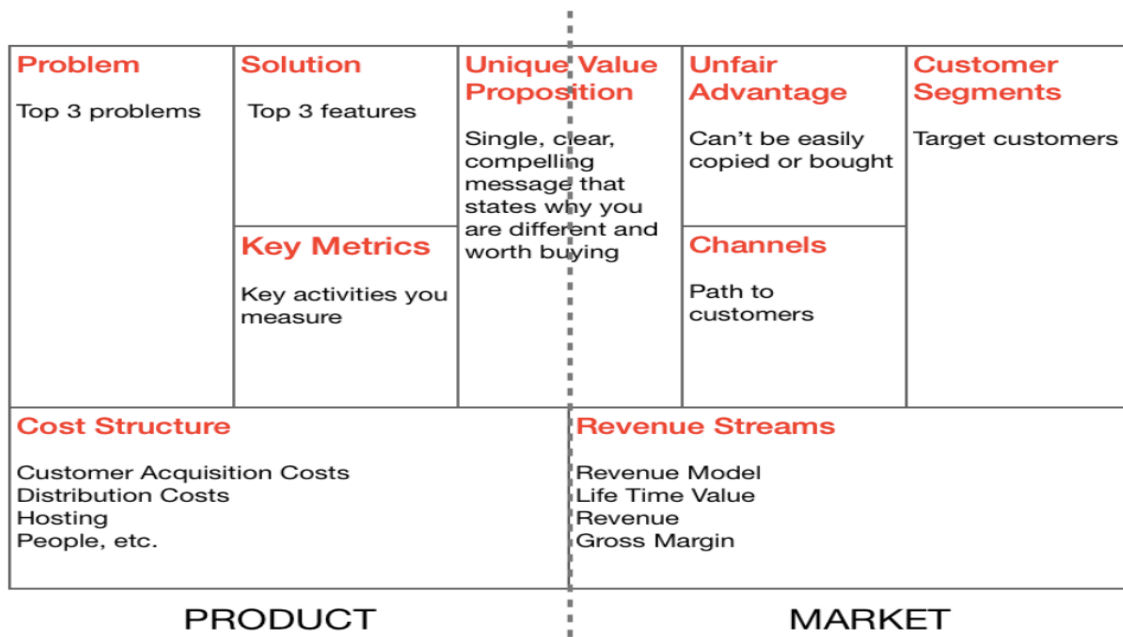 Problem
Top 3 problems
Solution
Top 3 features
Key Metrics
Key activities you
measure
Unique Value
Proposition
Single, clear,
compelling
message that
states why you
are different and
worth buying
Unfair
Advantage
Can't be easily
copied or bought
Channels
Path to
customers
Customer
Segments
Target customers
Cost Structure
Customer Acquisition Costs
Distribution Costs
Hosting
People, etc.
Revenue Streams
Revenue Model
Life Time Value
Revenue
Gross Margin
PRODUCT
MARKET